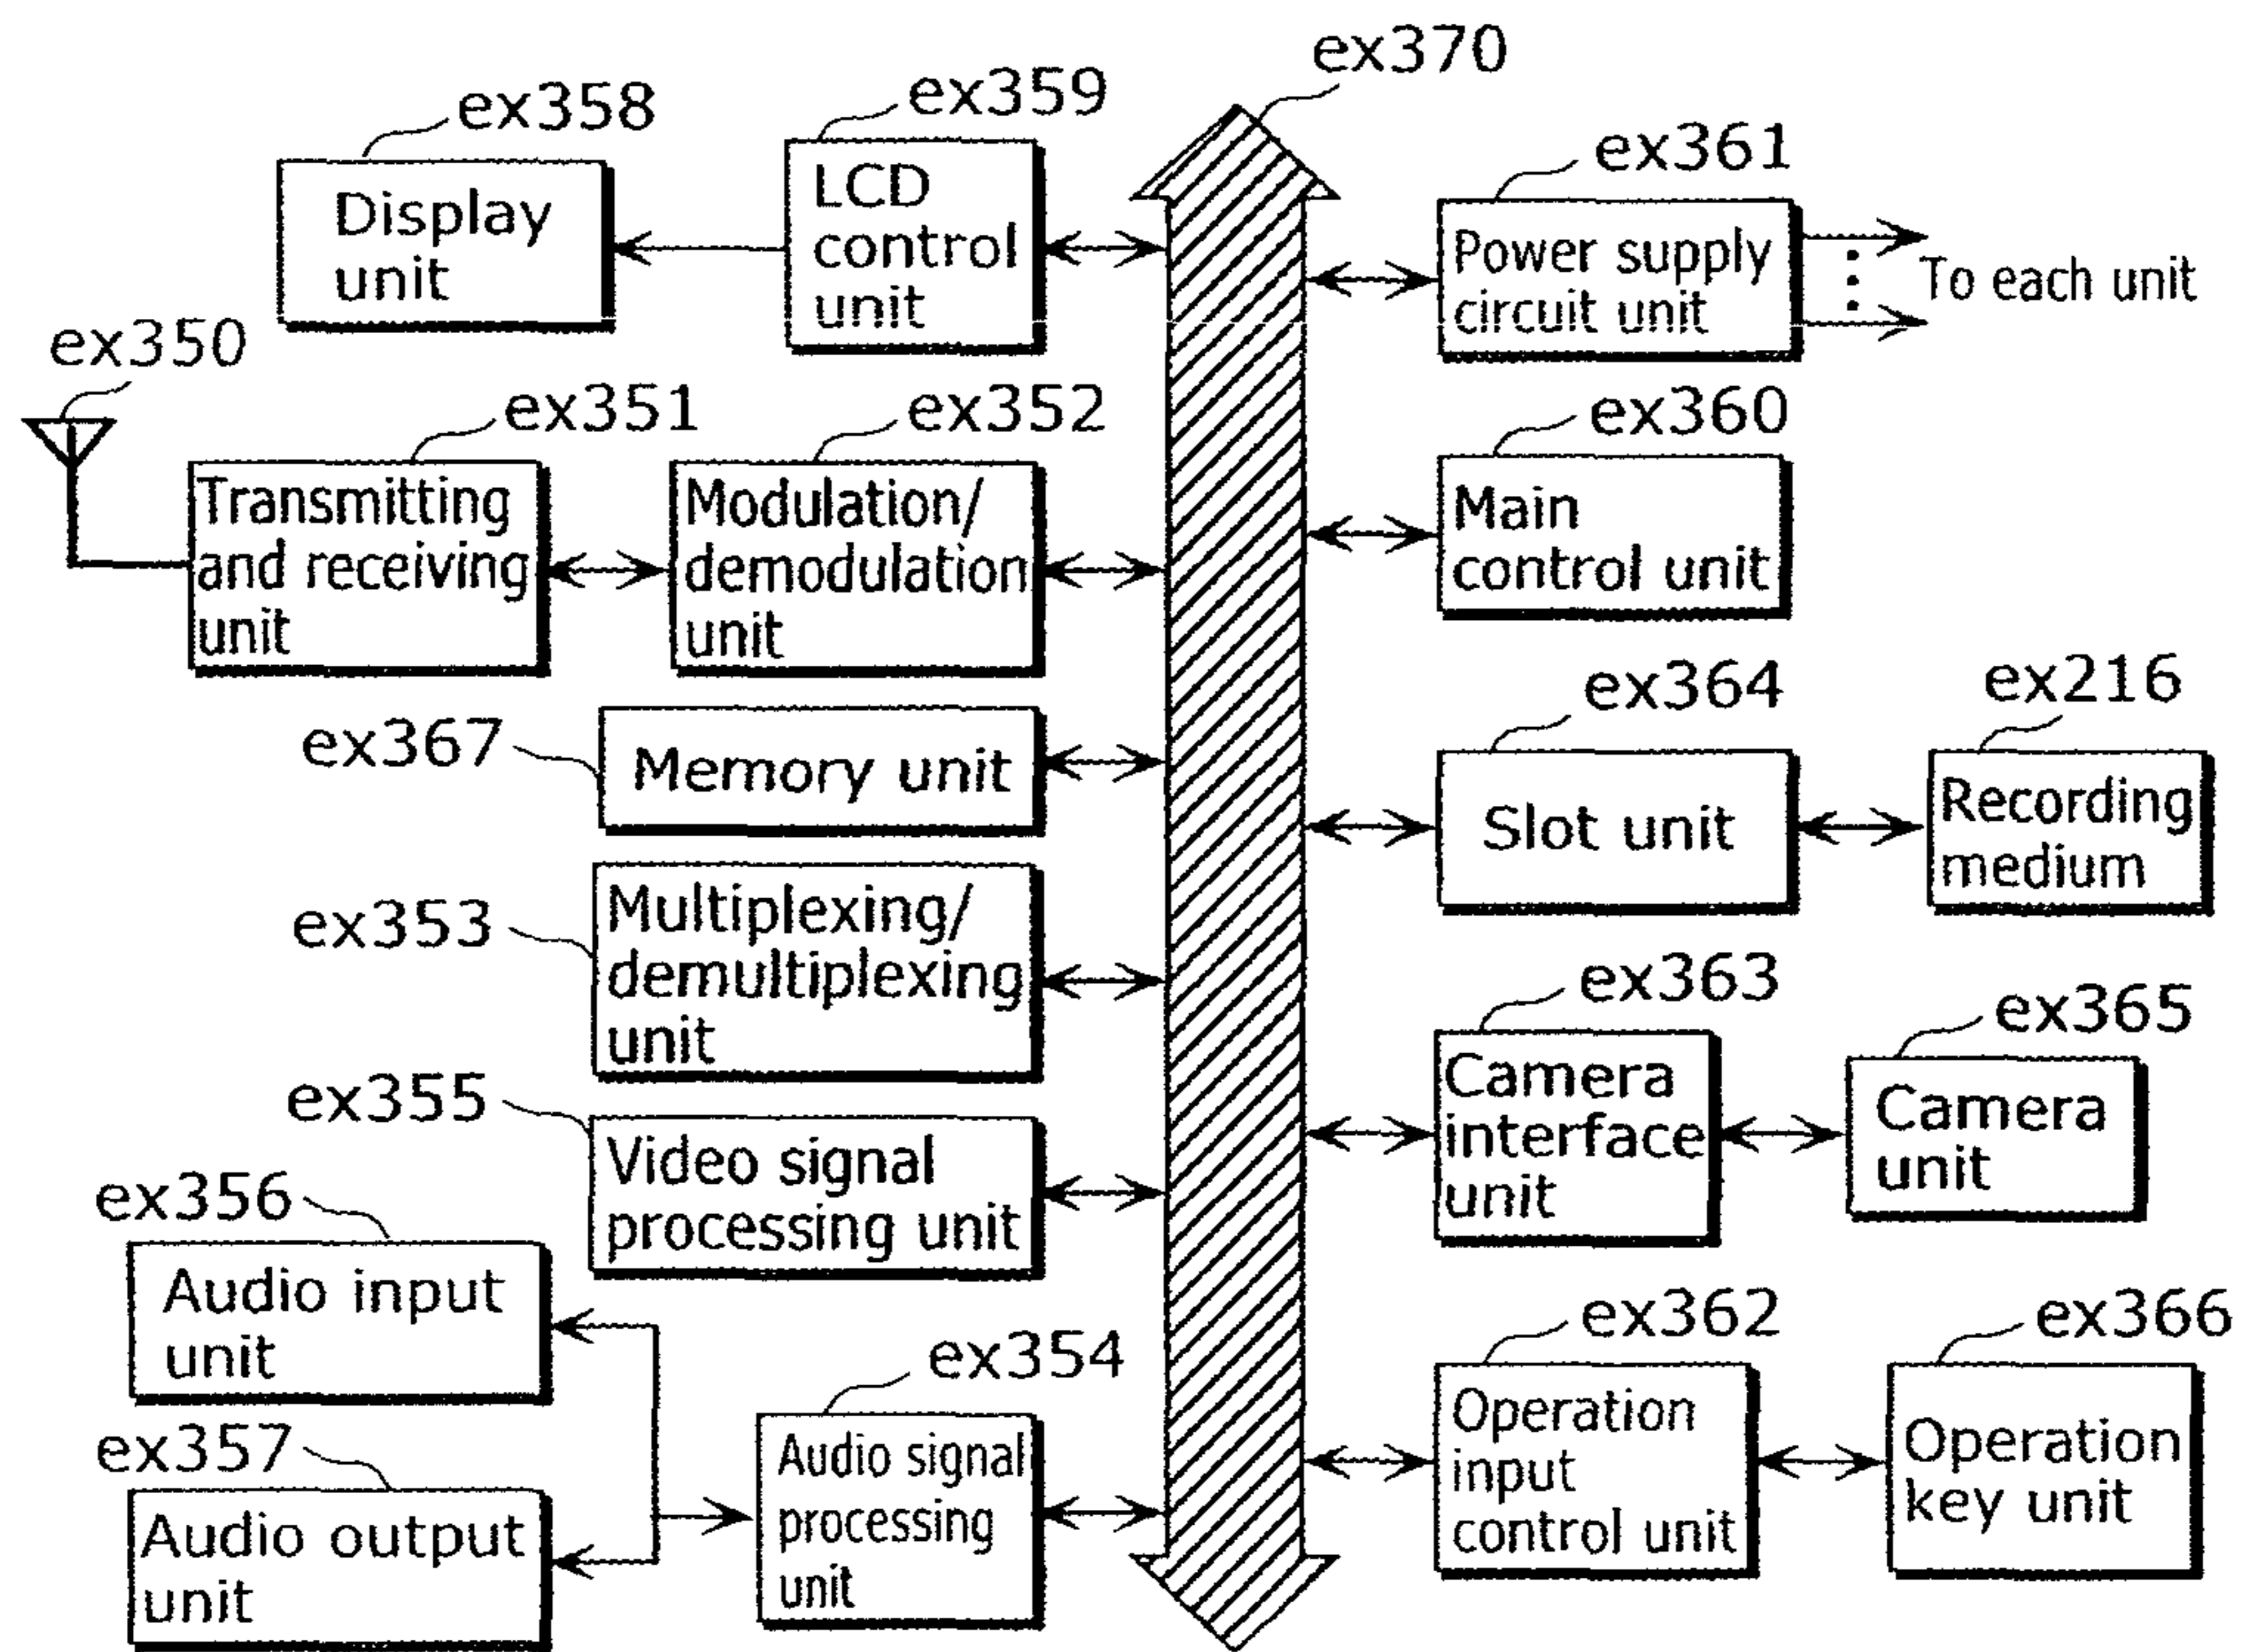 ex370
ex359
ex358
LCD
control
unit
Display
unit
ex361
Power supply
circuit unit
To each unit
ex350
ex351
ex352
Transmitting
and receiving
unit
Modulation/
demodulation
unit
ex360
Main
control unit
ex367
Memory unit
ex364
Slot unit
ex216
Recording
medium
ex353
Multiplexing/
demultiplexing
unit
ex363
Camera
interface
unit
ex365
Camera
unit
ex355
Video signal
processing unit
ex356
Audio input
unit
ex357
Audio output
unit
ex354
Audio signal
processing
unit
ex362
Operation
input
control unit
ex366
Operation
key unit